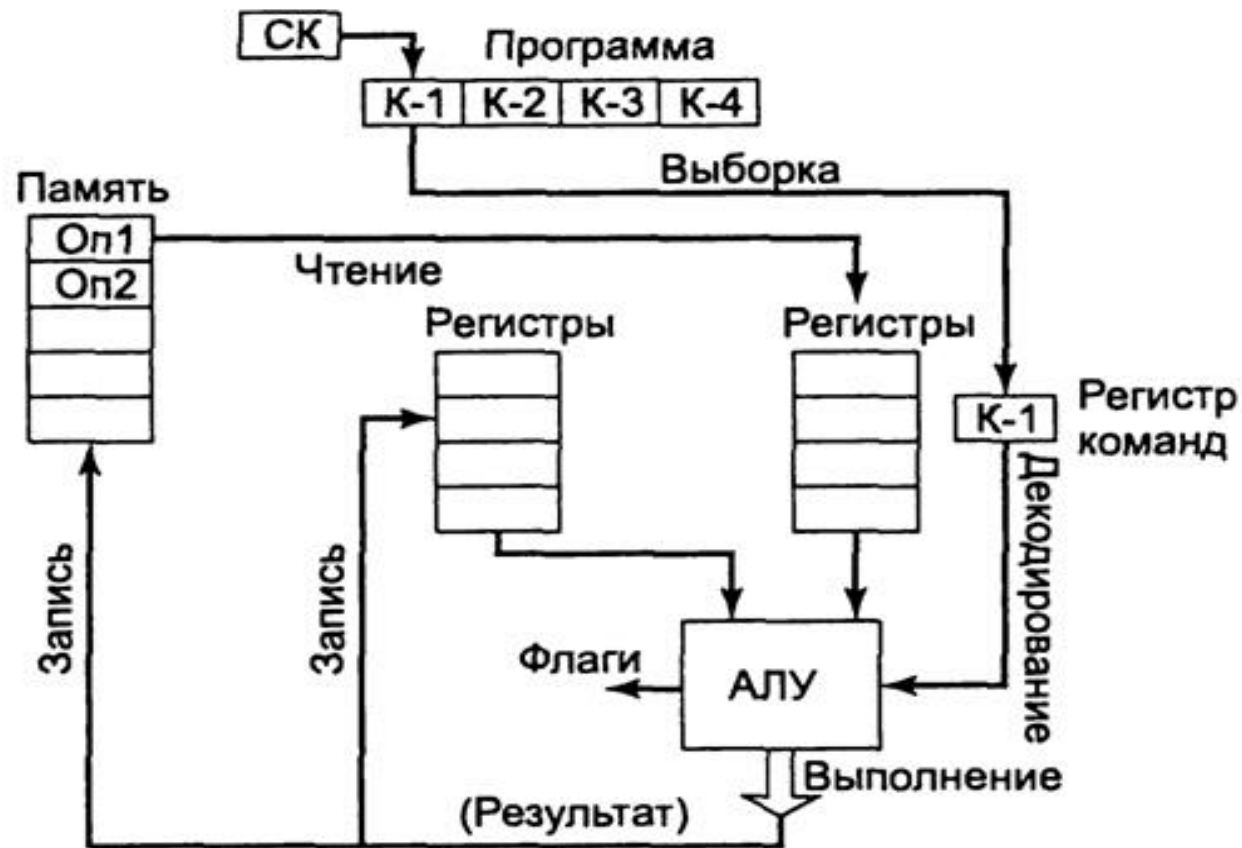 СК
Программа
К-1 К-2 К-3 К-4
Выборка
Память
Оп1
Чтение
Оп2
Регистры
Регистры
К-1
Регистр
команд
Декодирование
Запись
Запись
Флаги
АЛУ
Выполнение
(Результат)